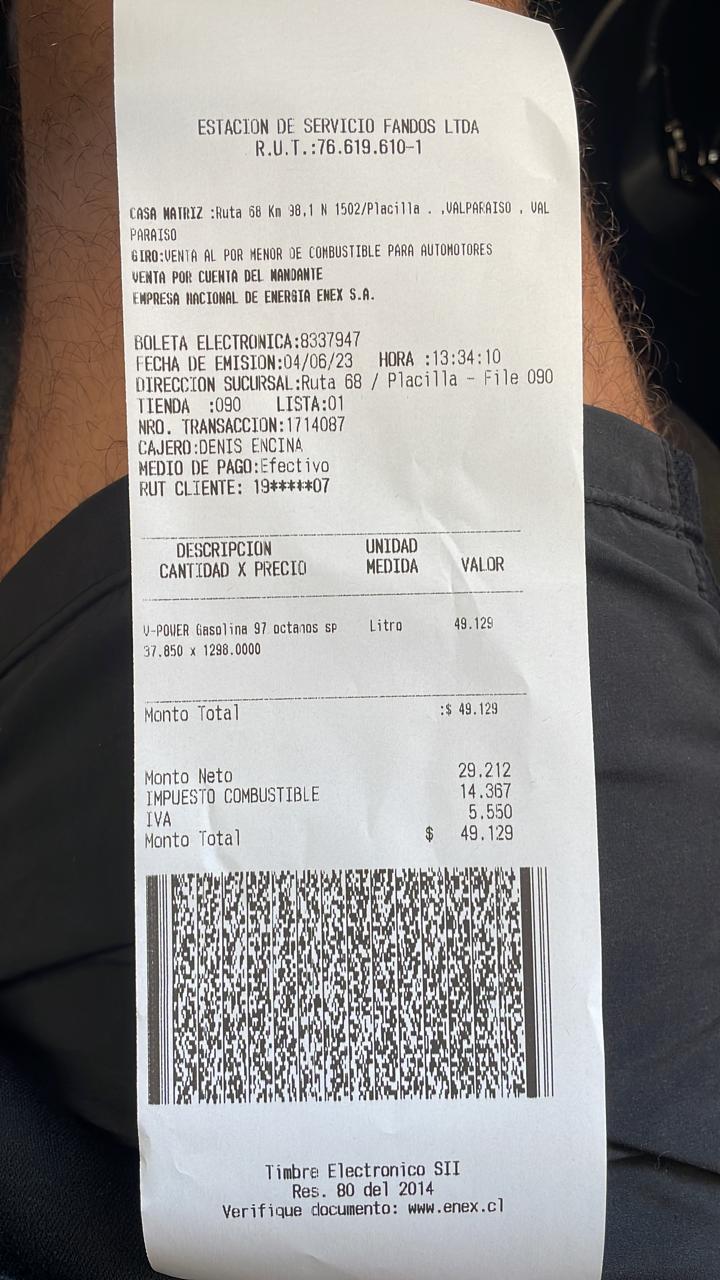 ESTACION DE SERVICIO FANDOS LTDA
R.U.T.:76.619.610-1
CASA MATRIZ :Ruta 68 Km 98,1 N 1502/Placilla . ,VALPARAISO , VAL
PARAISO
GIRO:VENTA AL POR MENOR DE COMBUSTIBLE PARA AUTOMOTORES
VENTA POR CUENTA DEL MANDANTE
EMPRESA NACIONAL DE ENERGIA ENEX S.A.
BOLETA ELECTRONICA:8337947
FECHA DE EMISION:04/06/23 HORA :13:34:10
DIRECCION SUCURSAL:Ruta 68 / Placilla - File 090
TIENDA :090 LISTA:01
NRO. TRANSACCION:1714087
CAJERO:DENIS ENCINA
MEDIO DE PAGO:Efectivo
RUT CLIENTE: 19*****07
DESCRIPCION UNIDAD
CANTIDAD X PRECIO MEDIDA VALOR
V-POWER Gasolina 97 octanos sp Litro 49.129
37.850 x 1298.0000
Monto Total :$ 49.129
Monto Neto 29.212
IMPUESTO COMBUSTIBLE 14.367
IVA 5.550
Monto Total $ 49.129
Timbre Electronico SII
Res. 80 del 2014
Verifique documento: www.enex.cl